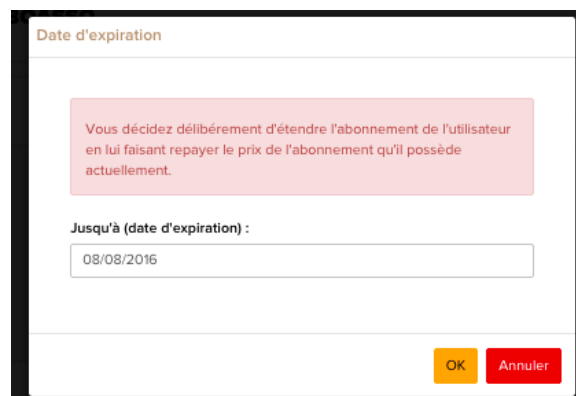 Date d'expiration
Vous décidez délibérement d'étendre l'abonnement de l'utilisateur
en lui faisant repayer le prix de l'abonnement qu'il possède
actuellement.
Jusqu'à (date d'expiration) :
08/08/2016
OK
Annuler